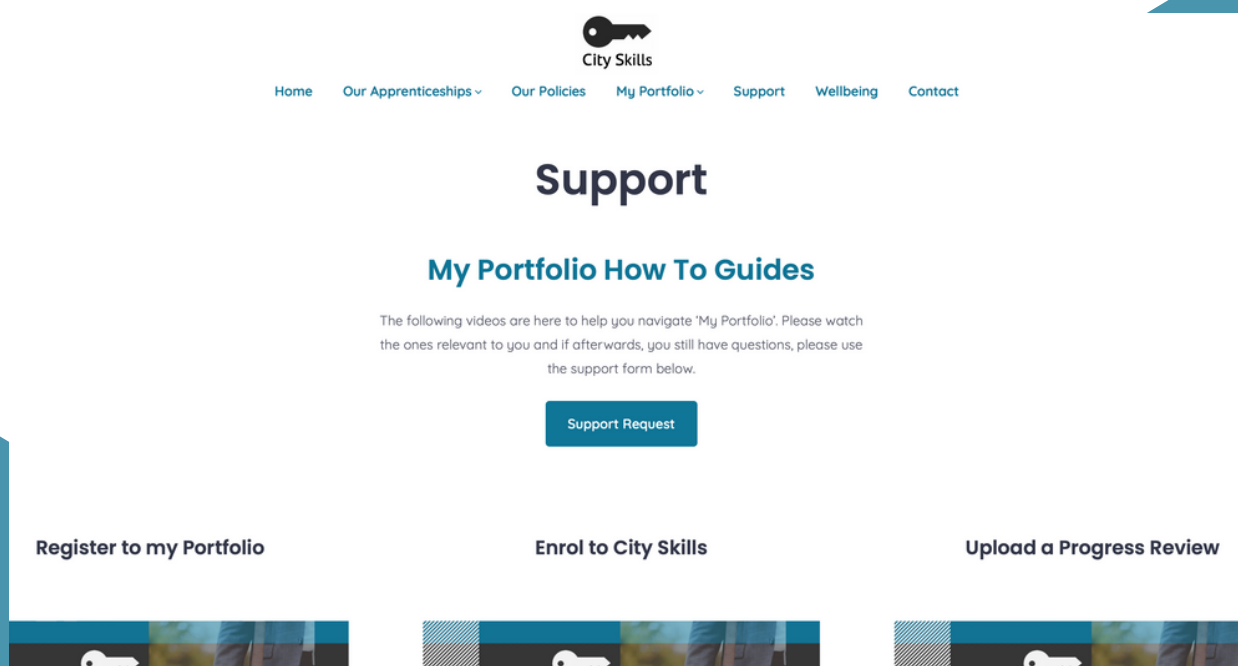 City Skills
Home Our Apprenticeships Our Policies My Portfolio Support Wellbeing Contact
Support
My Portfolio How To Guides
The following videos are here to help you navigate ‘My Portfolio’. Please watch
the ones relevant to you and if afterwards, you still have questions, please use
the support form below.
Support Request
Register to my Portfolio
Enrol to City Skills
Upload a Progress Review